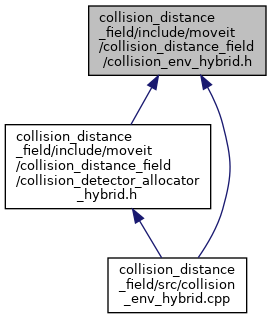 collision_distance
_field/include/moveit
/collision_distance_field
/collision_env_hybrid.h
collision_distance
_field/include/moveit
/collision_distance_field
/collision_detector_allocator
_hybrid.h
collision_distance
_field/src/collision
_env_hybrid.cpp